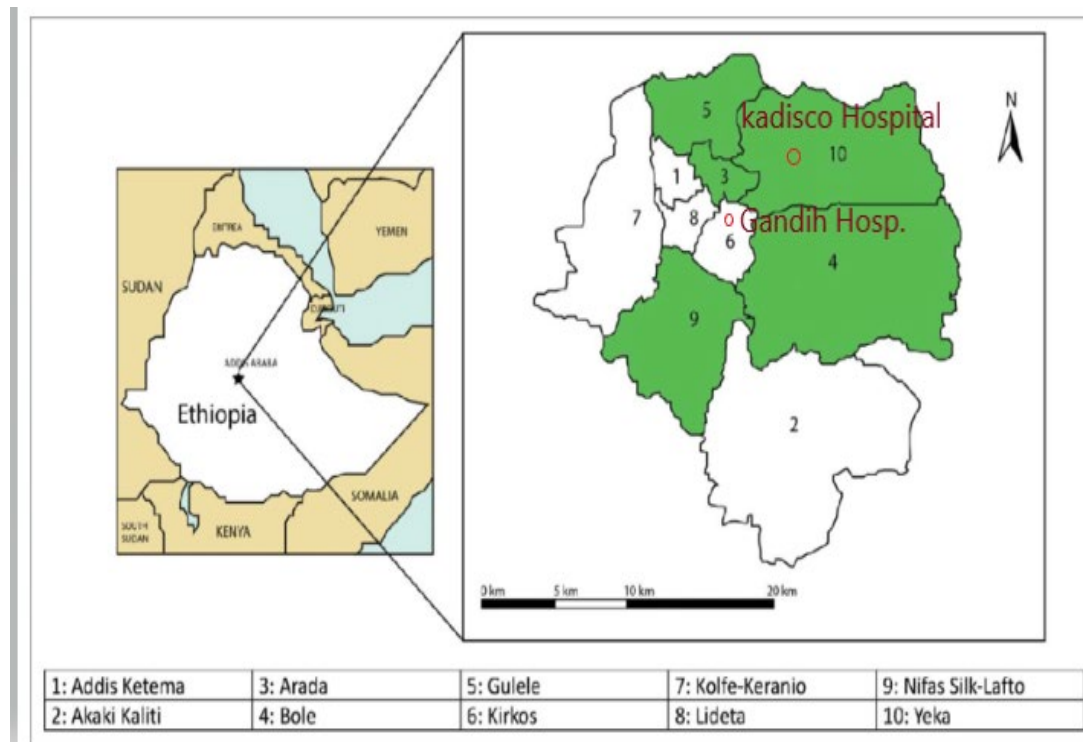 N
5
kadisco Hospital
10
3
1
7
8
Gandih Hosp.
6
4
9
2
ERITREA
YEMEN
SUDAN
ADDIS ABABA
Ethiopia
SOMALIA
SOUTH
SUDAN
KENYA
0 km
5 km
10 km
20 km
1: Addis Ketema
3: Arada
5: Gulele
7: Kolfe-Keranio
9: Nifas Silk-Lafto
2: Akaki Kaliti
4: Bole
6: Kirkos
8: Lideta
10: Yeka